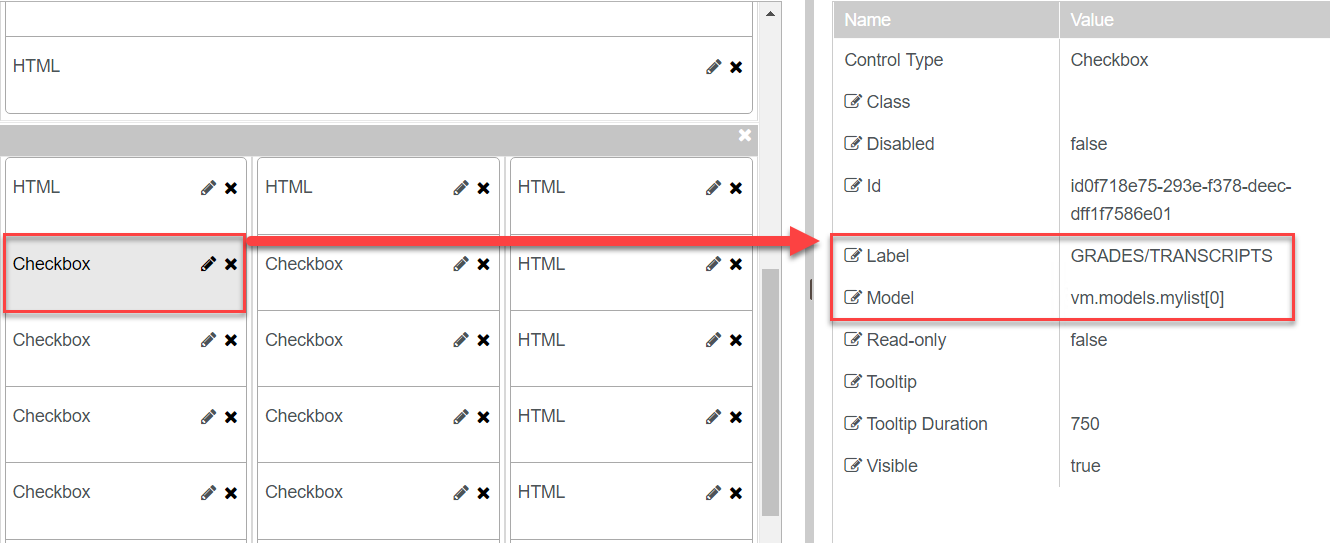 HTML
HTML HTML HTML
Checkbox Checkbox HTML
Checkbox Checkbox HTML
Checkbox Checkbox HTML
Checkbox Checkbox HTML
Name Value
Control Type Checkbox
Class
Disabled false
Id id0f718e75-293e-f378-deec-
dff1f7586e01
Label GRADES/TRANSCRIPTS
Model vm.models.mylist[0]
Read-only false
Tooltip
Tooltip Duration 750
Visible true